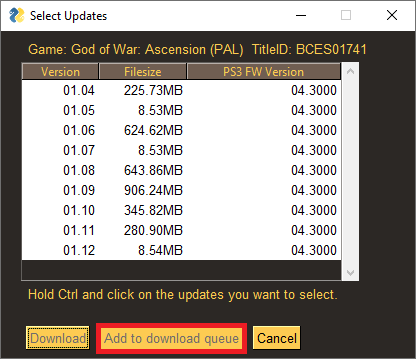 Select Updates
Game: God of War: Ascension (PAL) TitleID: BCES01741
Version Filesize PS3 FW Version
01.04 225.73MB 04.3000
01.05 8.53MB 04.3000
01.06 624.62MB 04.3000
01.07 8.53MB 04.3000
01.08 643.86MB 04.3000
01.09 906.24MB 04.3000
01.10 345.82MB 04.3000
01.11 280.90MB 04.3000
01.12 8.54MB 04.3000
Hold Ctrl and click on the updates you want to select.
Download Add to download queue Cancel